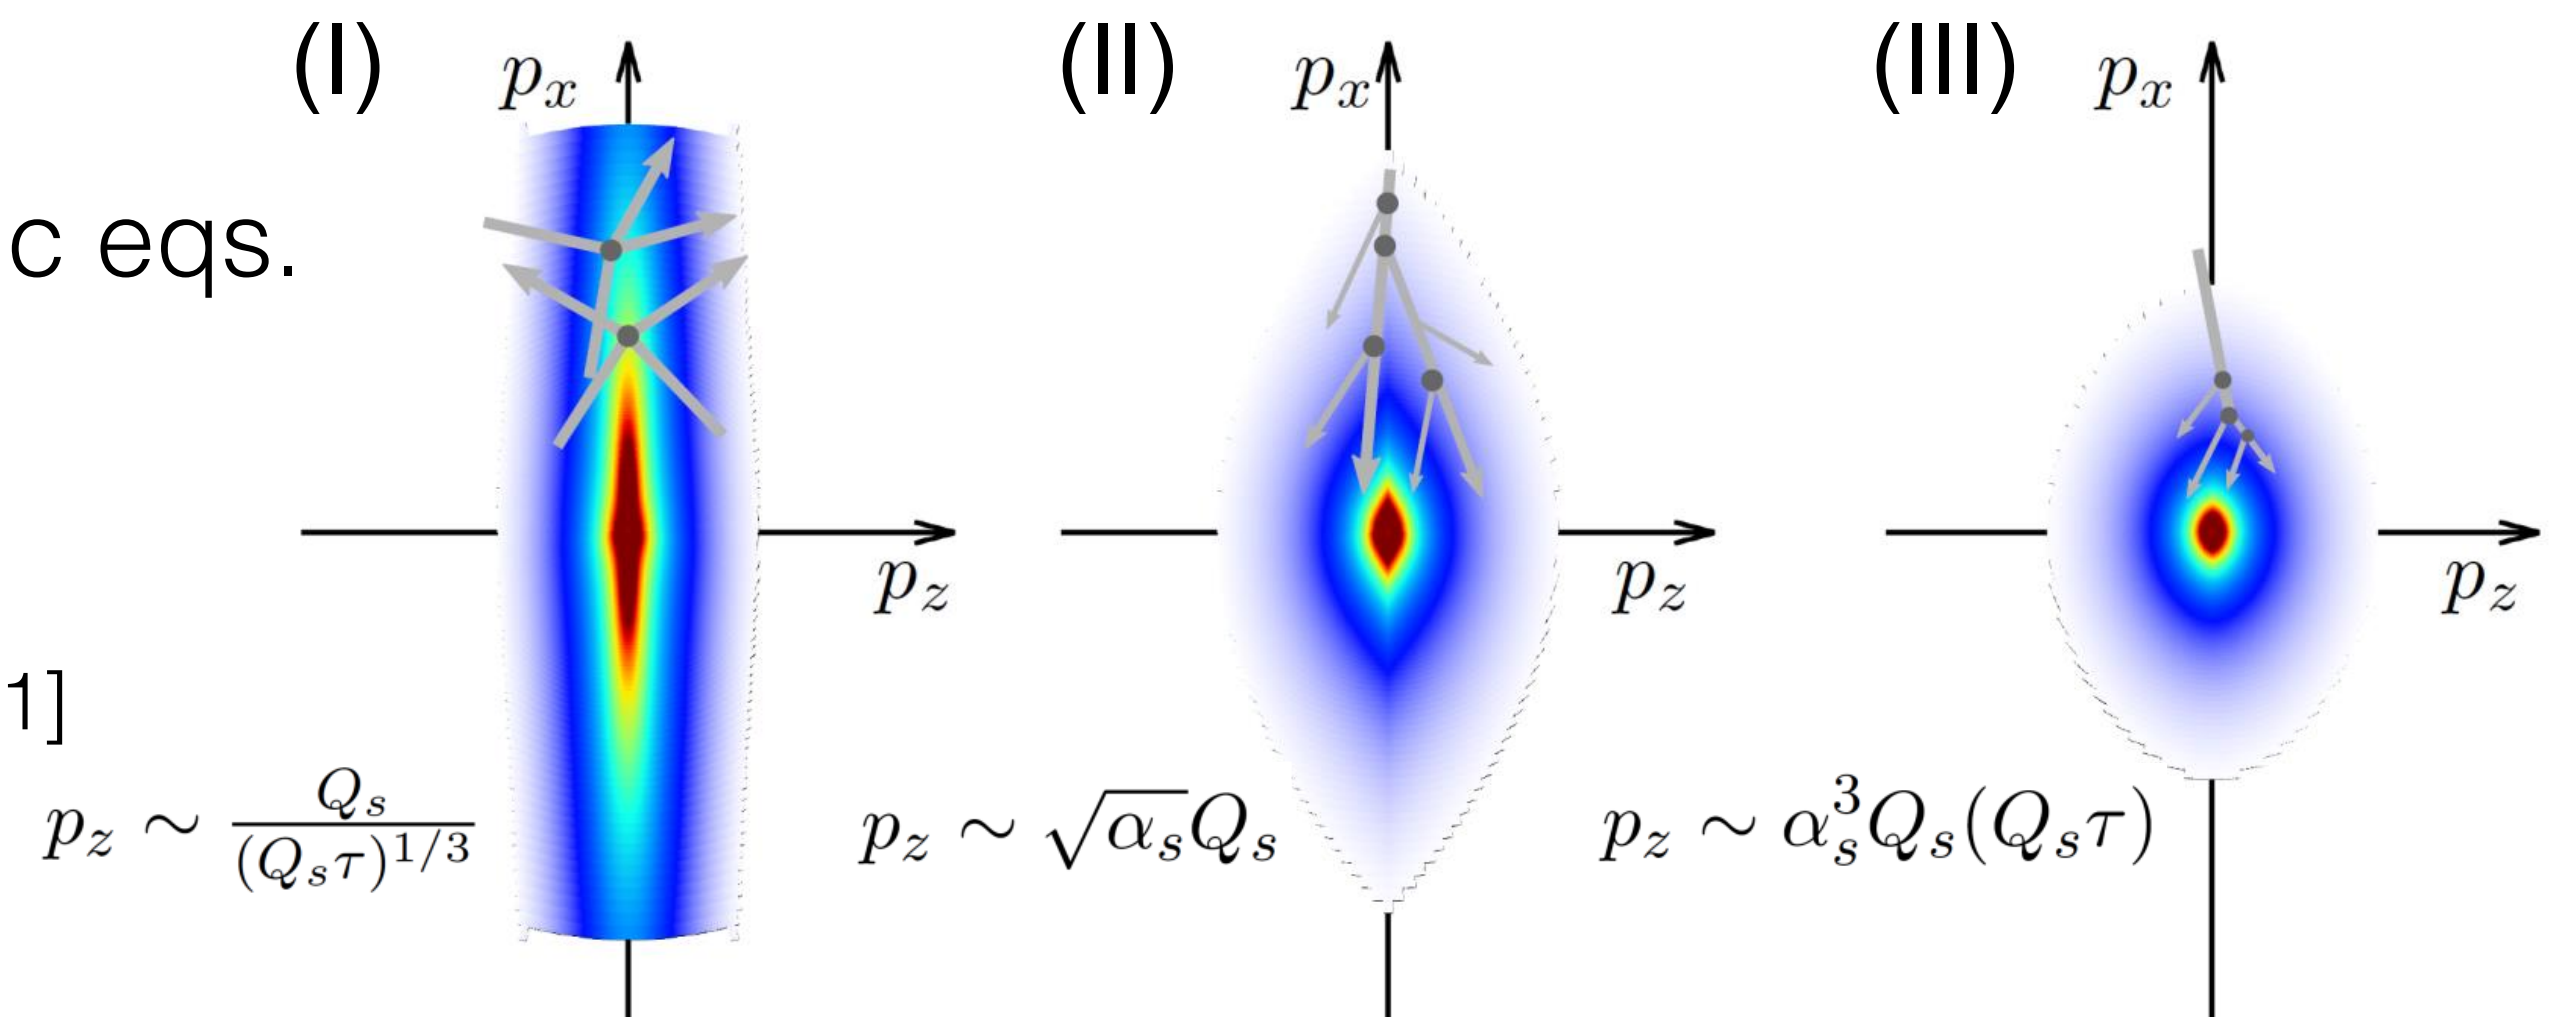 (I) (II) (III)
p_x p_x p_x
c eqs.
p_z p_z p_z
1]
p_z ∼ Q_s/(Q_sτ)^{1/3} p_z ∼ √α_s Q_s p_z ∼ α_s^3 Q_s(Q_sτ)